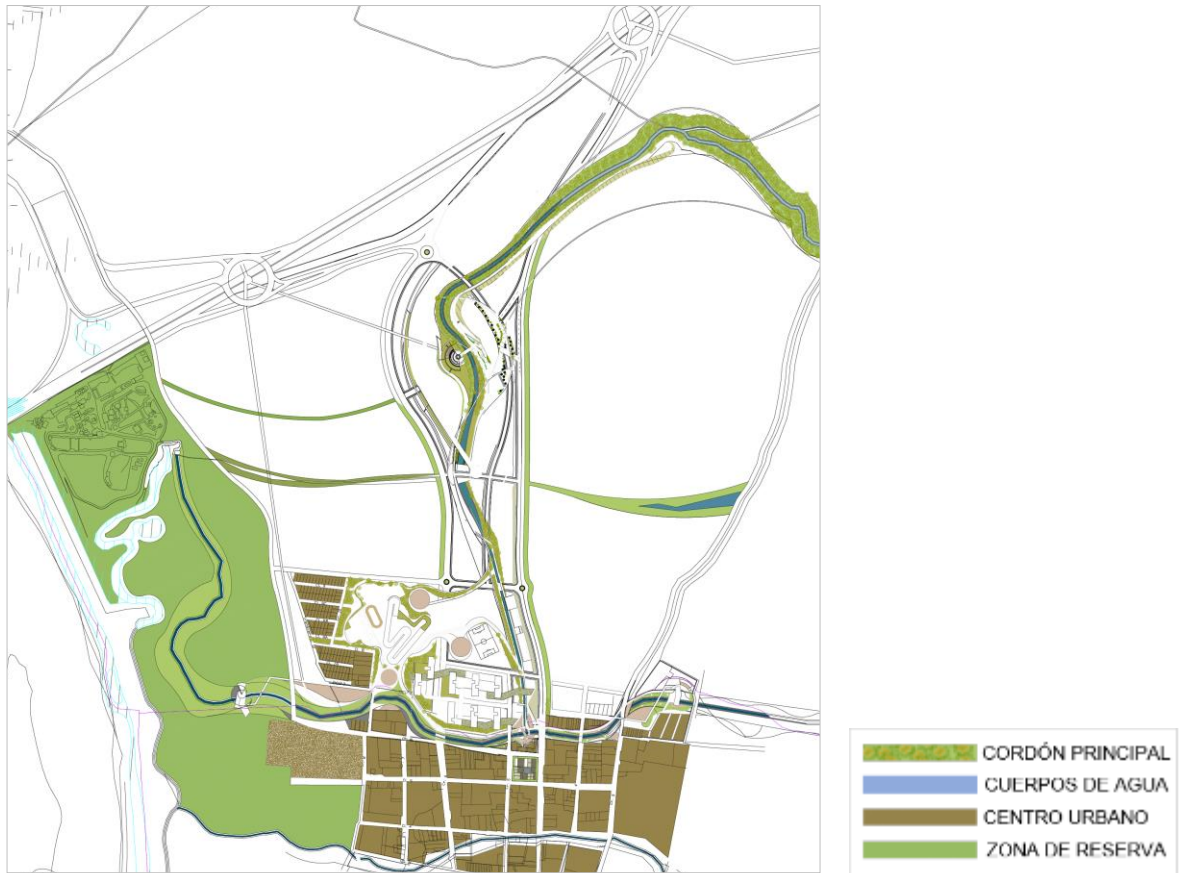 CORDÓN PRINCIPAL
CUERPOS DE AGUA
CENTRO URBANO
ZONA DE RESERVA